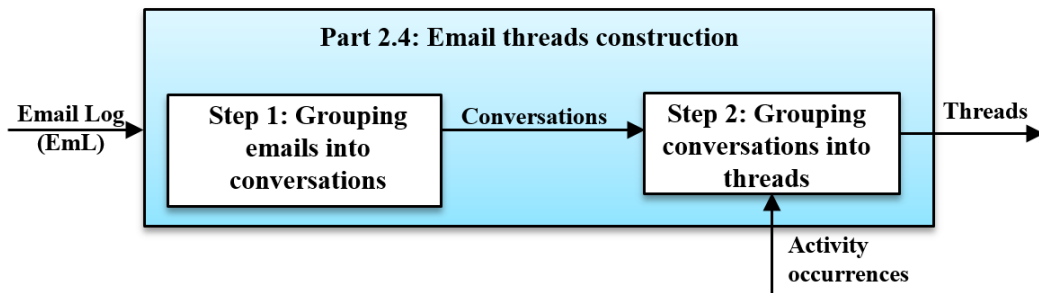 Part 2.4: Email threads construction
Email Log
(EmL)
Step 1: Grouping
emails into
conversations
Conversations
Step 2: Grouping
conversations into
threads
Threads
Activity
occurrences